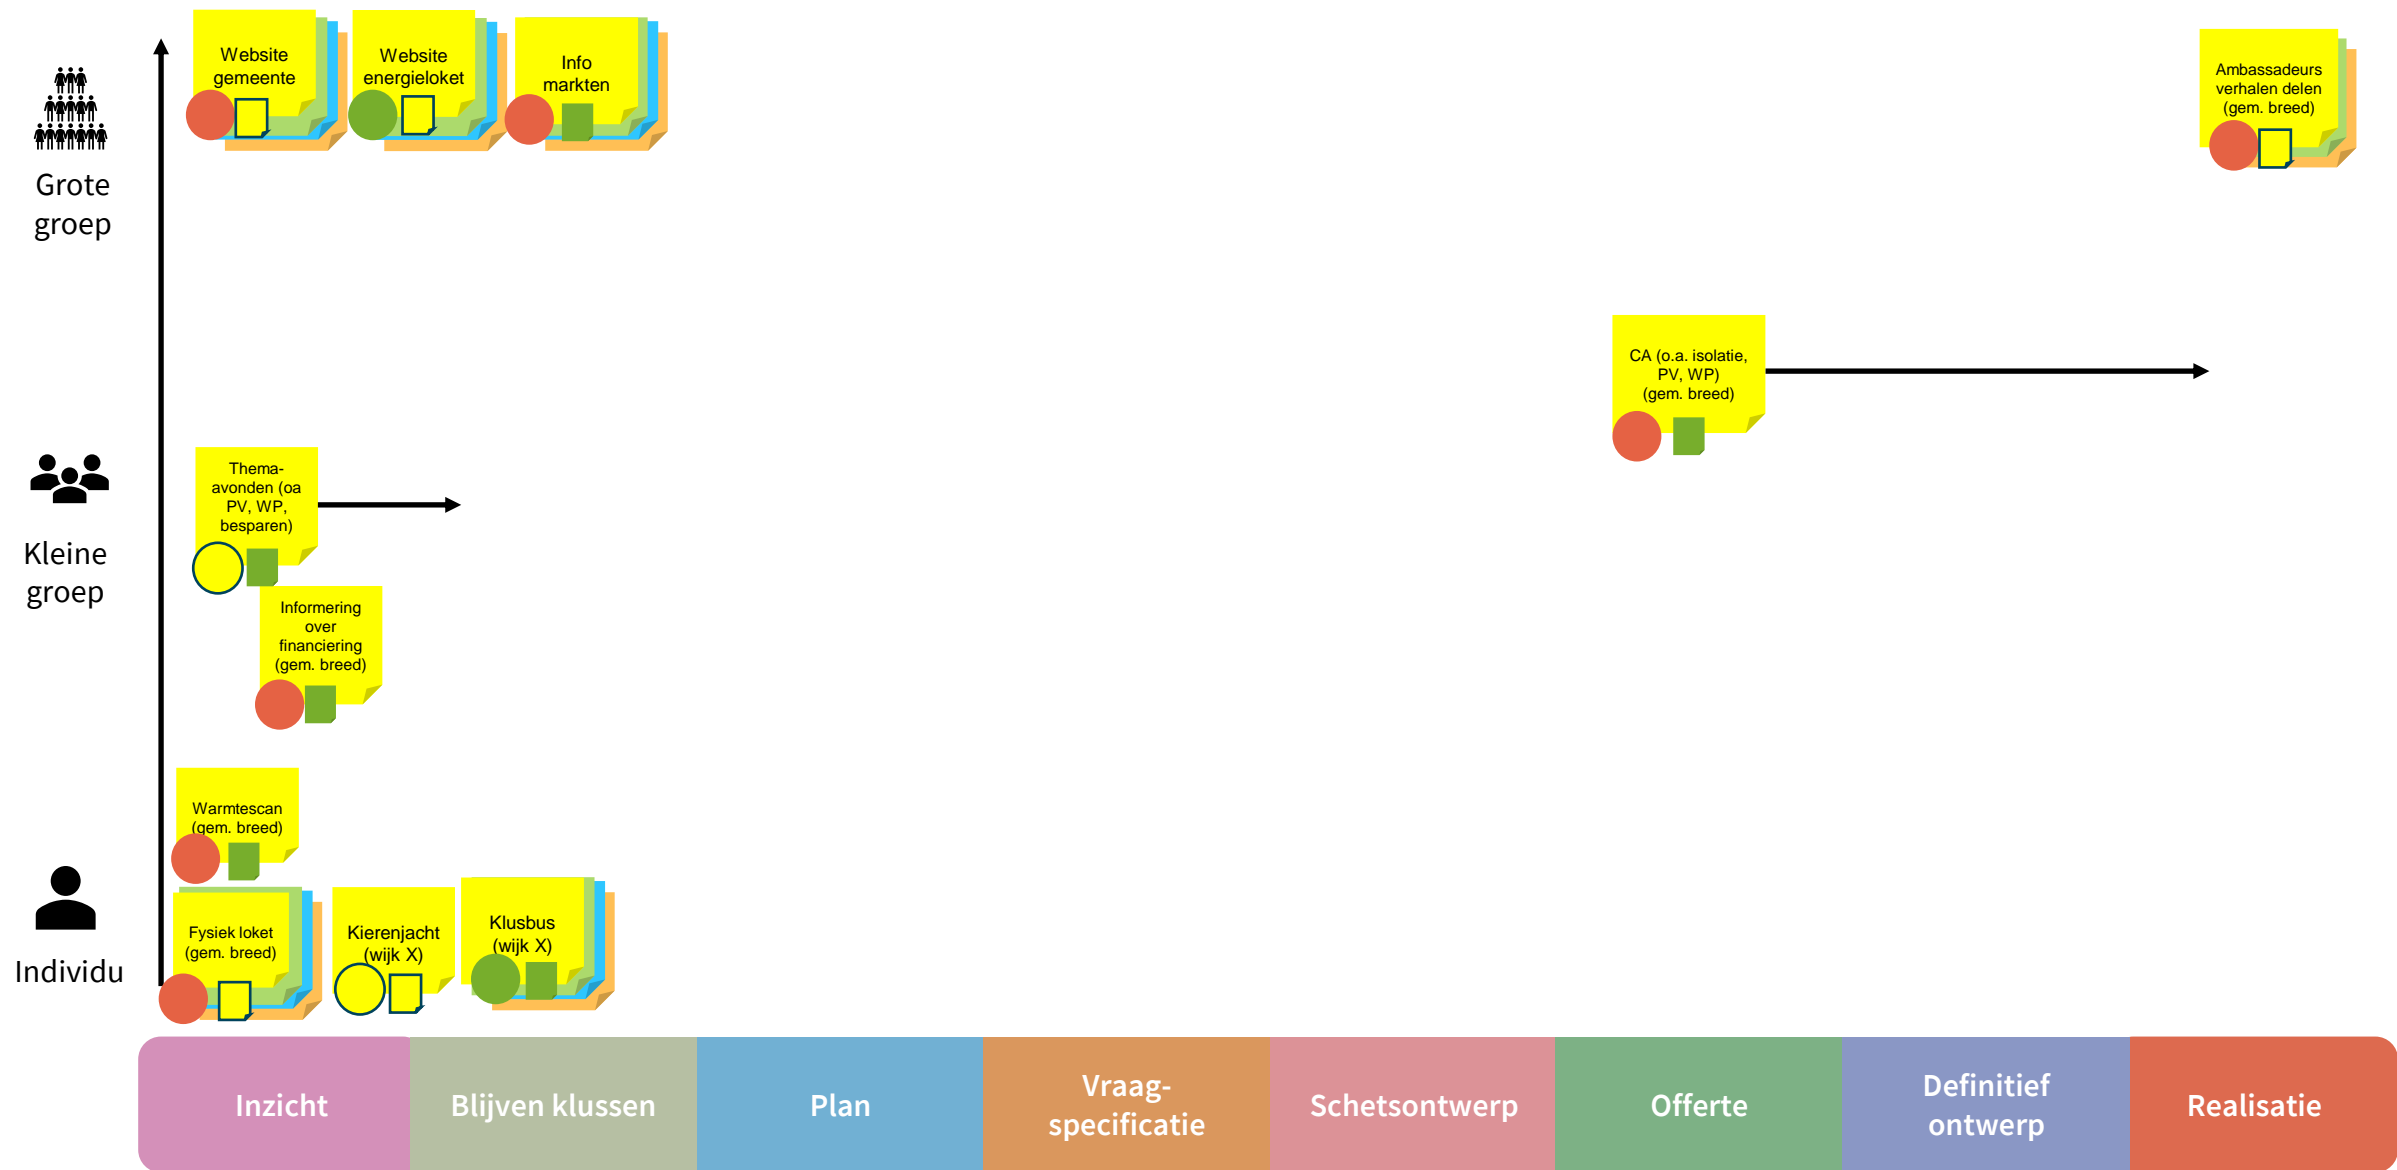 Website
gemeente
Website
energieloket
Info
markten
Ambassadeurs
verhalen delen
(gem. breed)
Grote
groep
CA (o.a. isolatie,
PV, WP)
(gem. breed)
Thema-
avonden (oa
PV, WP,
besparen)
Kleine
groep
Informering
over
financiering
(gem. breed)
Warmtescan
(gem. breed)
Fysiek loket
(gem. breed)
Kierenjacht
(wijk X)
Klusbus
(wijk X)
Individu
Inzicht
Blijven klussen
Plan
Vraag-
specificatie
Schetsontwerp
Offerte
Definitief
ontwerp
Realisatie